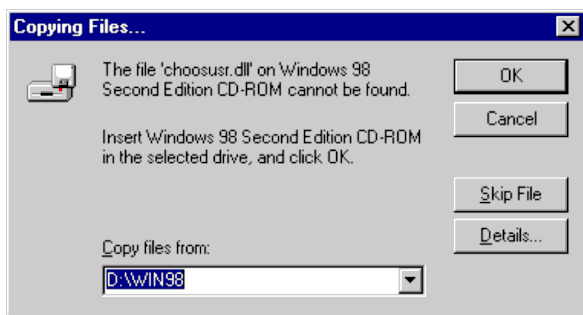 Copying Files...
The file 'choosusr.dll' on Windows 98
Second Edition CD-ROM cannot be found.
Insert Windows 98 Second Edition CD-ROM
in the selected drive, and click OK.
OK
Cancel
Skip File
Details...
Copy files from:
D:\WIN98